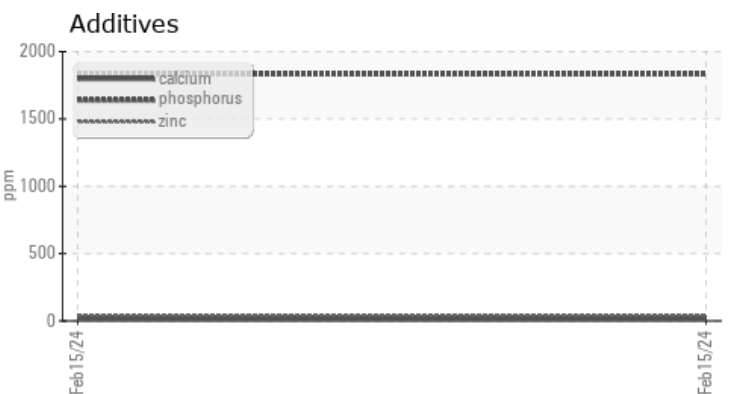 Additives
2000
calcium
phosphorus
1500
zinc
ppm
1000
500
0
Feb15/24
Feb15/24